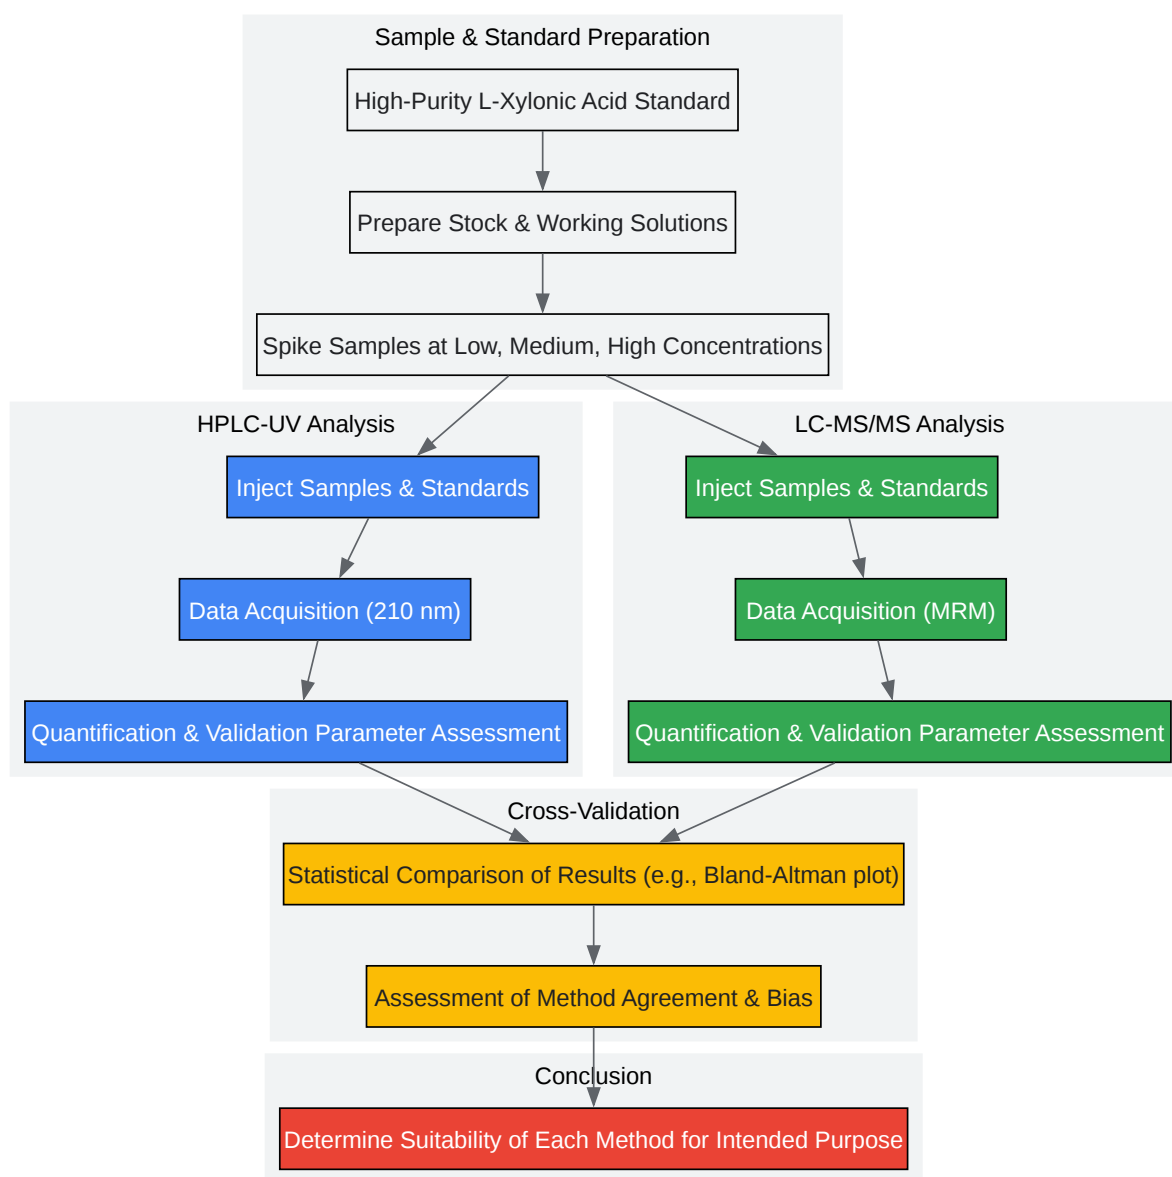 Sample & Standard Preparation
High-Purity L-Xylonic Acid Standard
Prepare Stock & Working Solutions
Spike Samples at Low, Medium, High Concentrations
HPLC-UV Analysis
Inject Samples & Standards
Data Acquisition (210 nm)
Quantification & Validation Parameter Assessment
LC-MS/MS Analysis
Inject Samples & Standards
Data Acquisition (MRM)
Quantification & Validation Parameter Assessment
Cross-Validation
Statistical Comparison of Results (e.g., Bland-Altman plot)
Assessment of Method Agreement & Bias
Conclusion
Determine Suitability of Each Method for Intended Purpose